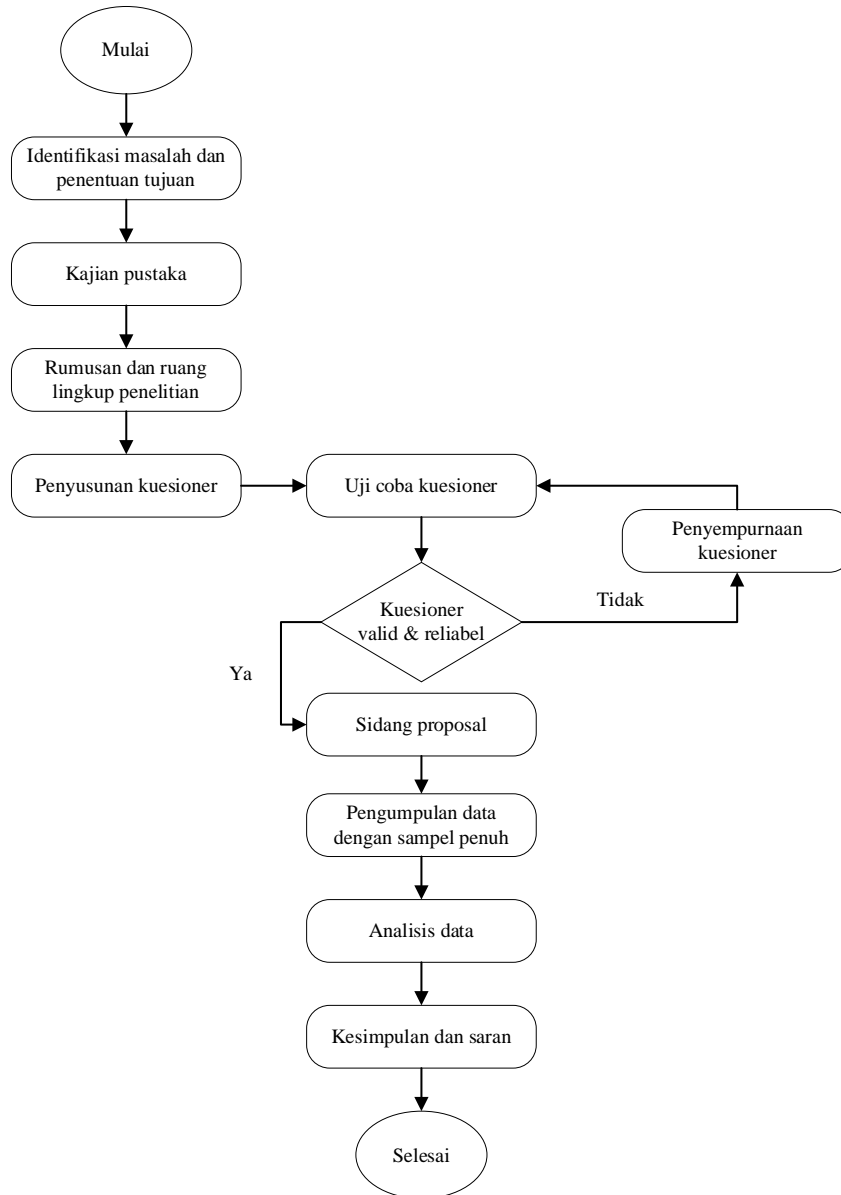 Mulai
Identifikasi masalah dan
penentuan tujuan
Kajian pustaka
Rumusan dan ruang
lingkup penelitian
Penyusunan kuesioner
Uji coba kuesioner
Penyempurnaan
kuesioner
Kuesioner
valid & reliabel
Tidak
Ya
Sidang proposal
Pengumpulan data
dengan sampel penuh
Analisis data
Kesimpulan dan saran
Selesai